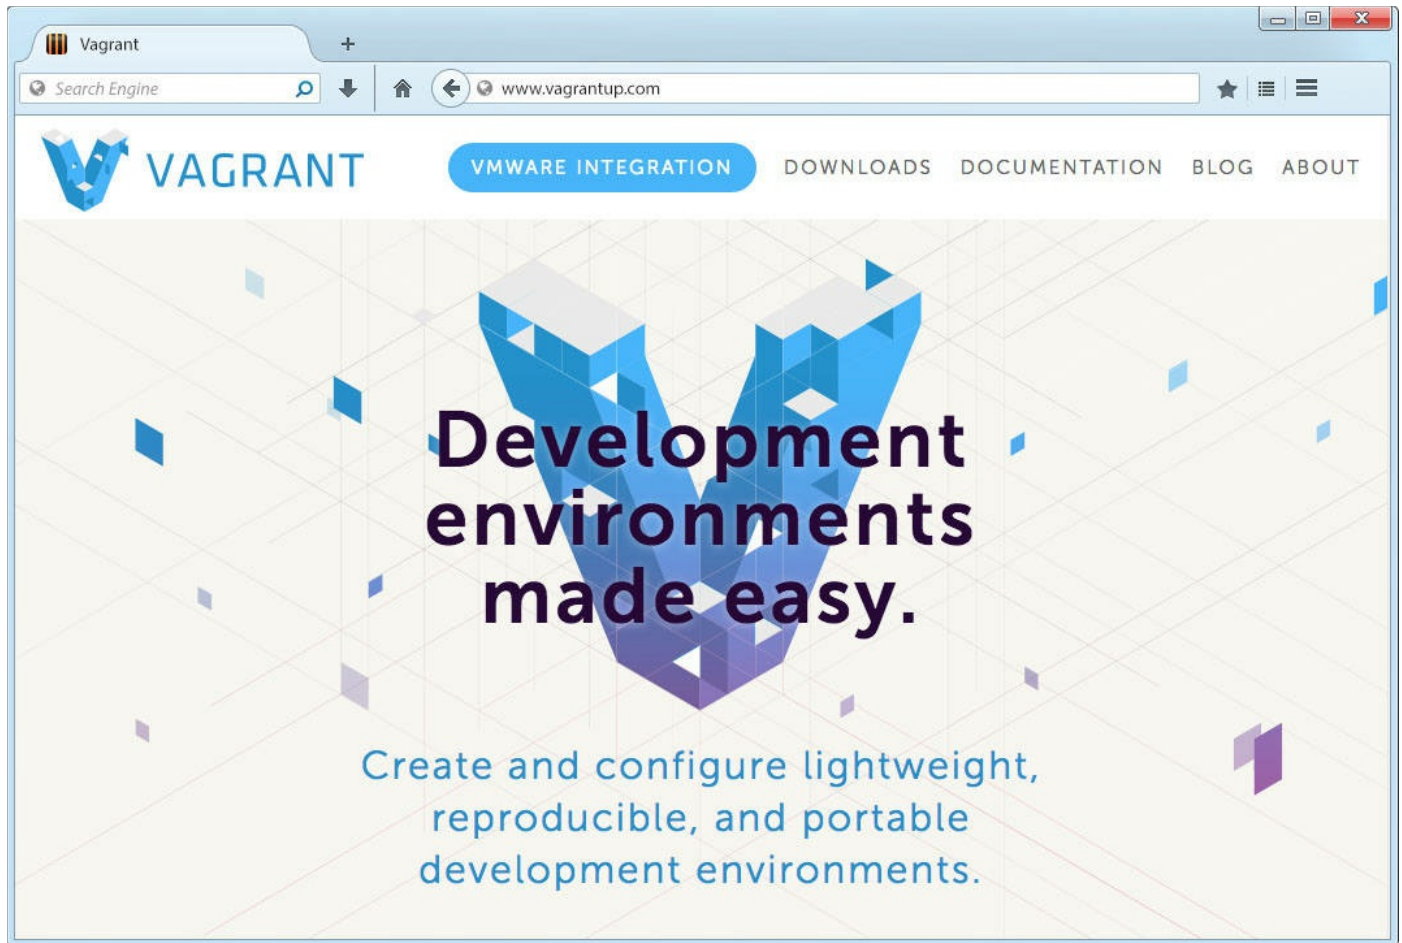 Vagrant
Search Engine
www.vagrantup.com
VAGRANT
VMWARE INTEGRATION
DOWNLOADS
DOCUMENTATION
BLOG
ABOUT
Development
environments
made easy.
Create and configure lightweight,
reproducible, and portable
development environments.